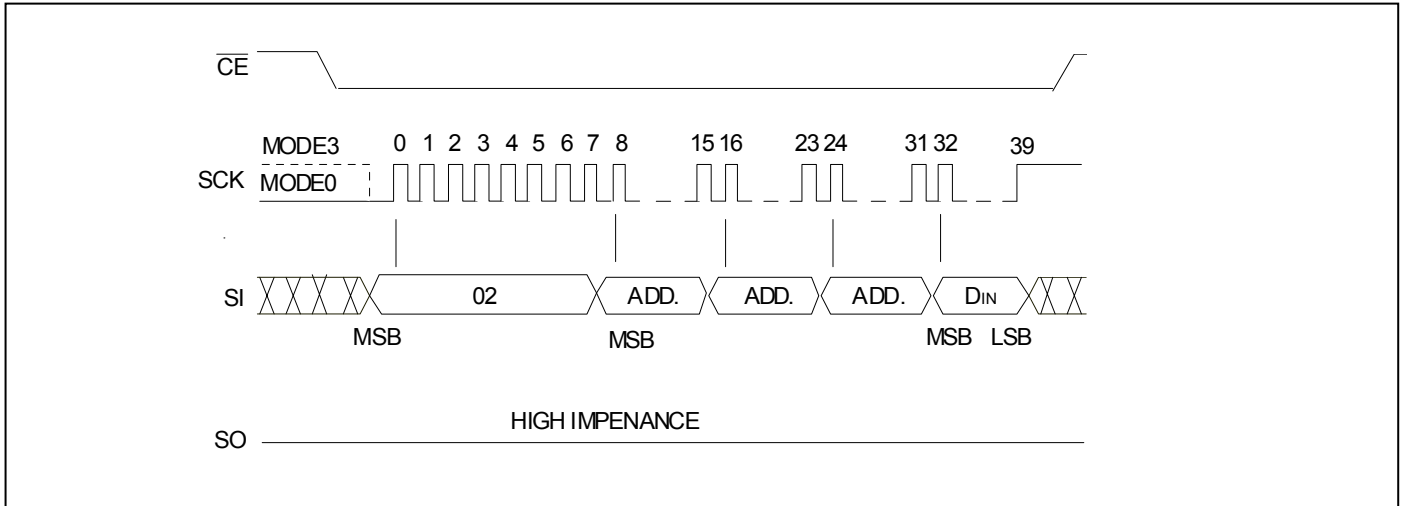 CE
MODE3 0 1 2 3 4 5 6 7 8 15 16 23 24 31 32 39
SCK MODE0
SI 02 ADD. ADD. ADD. DIN
MSB MSB MSB LSB
HIGH IMPENANCE
SO